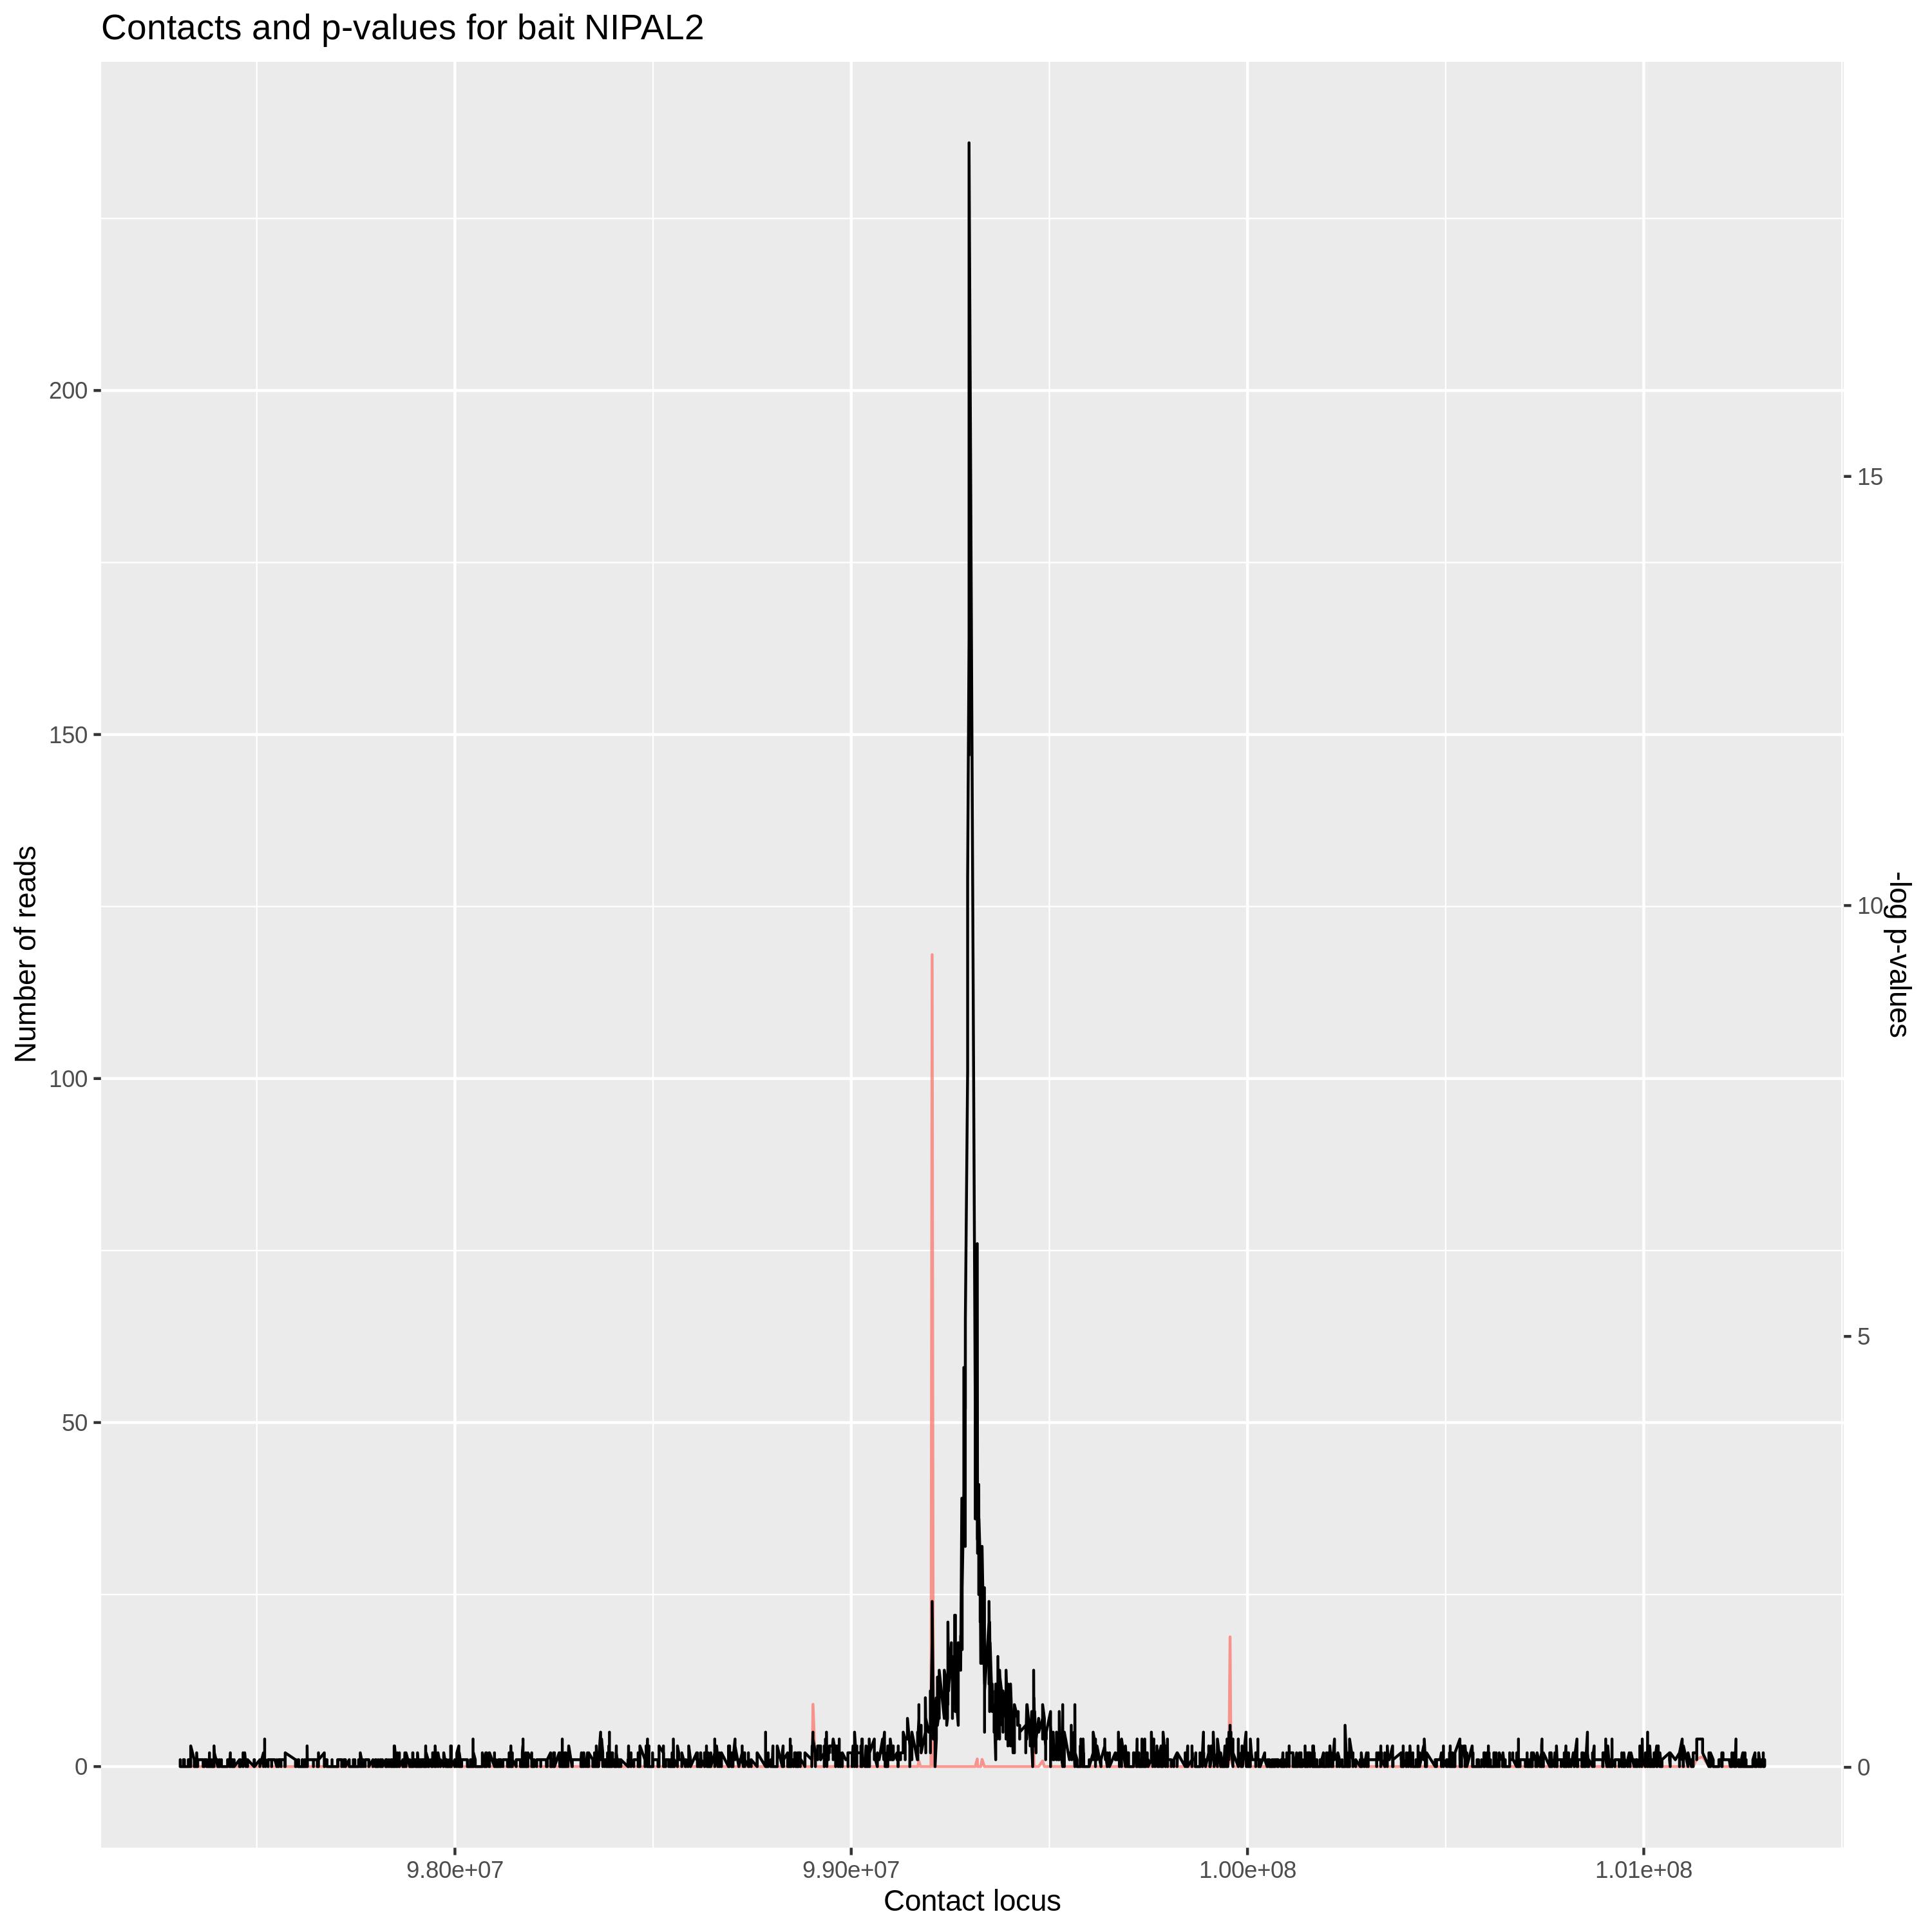 Contacts and p-values for bait NIPAL2
200
150
100
50
0
Number of reads
15
10
5
0
-log p-values
9.80e+07
9.90e+07
1.00e+08
1.01e+08
Contact locus